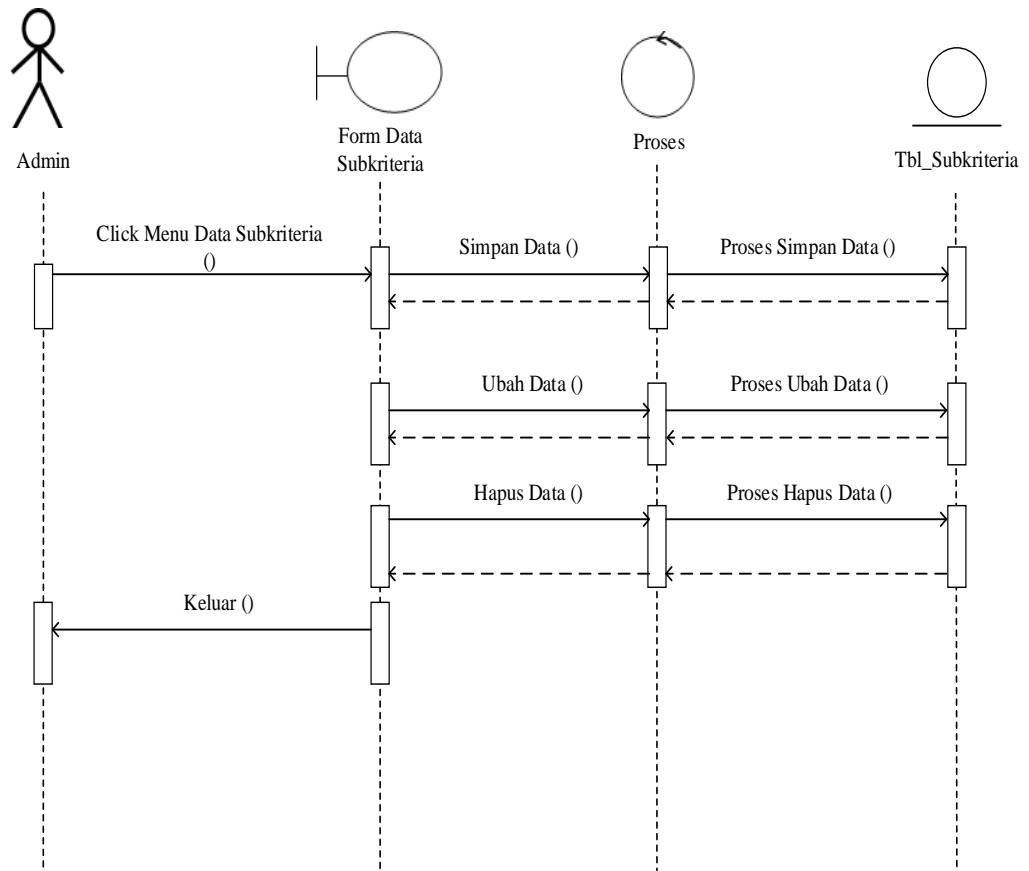 Admin
Form Data
Subkriteria
Proses
Tbl_Subkriteria
Click Menu Data Subkriteria
()
Simpan Data ()
Proses Simpan Data ()
Ubah Data ()
Proses Ubah Data ()
Hapus Data ()
Proses Hapus Data ()
Keluar ()